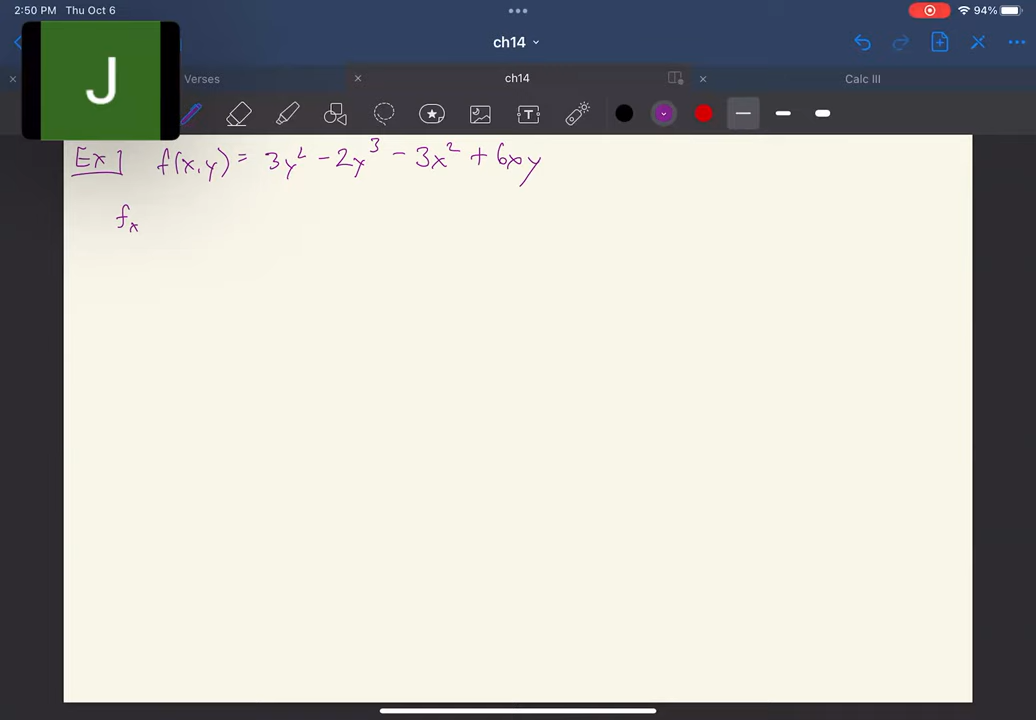 2:50 PM Thu Oct 6 94%
ch14
Verses ch14 Calc III
J
T
Ex 1 f(x,y) = 3y² - 2y³ - 3x² + 6xy
fₓ